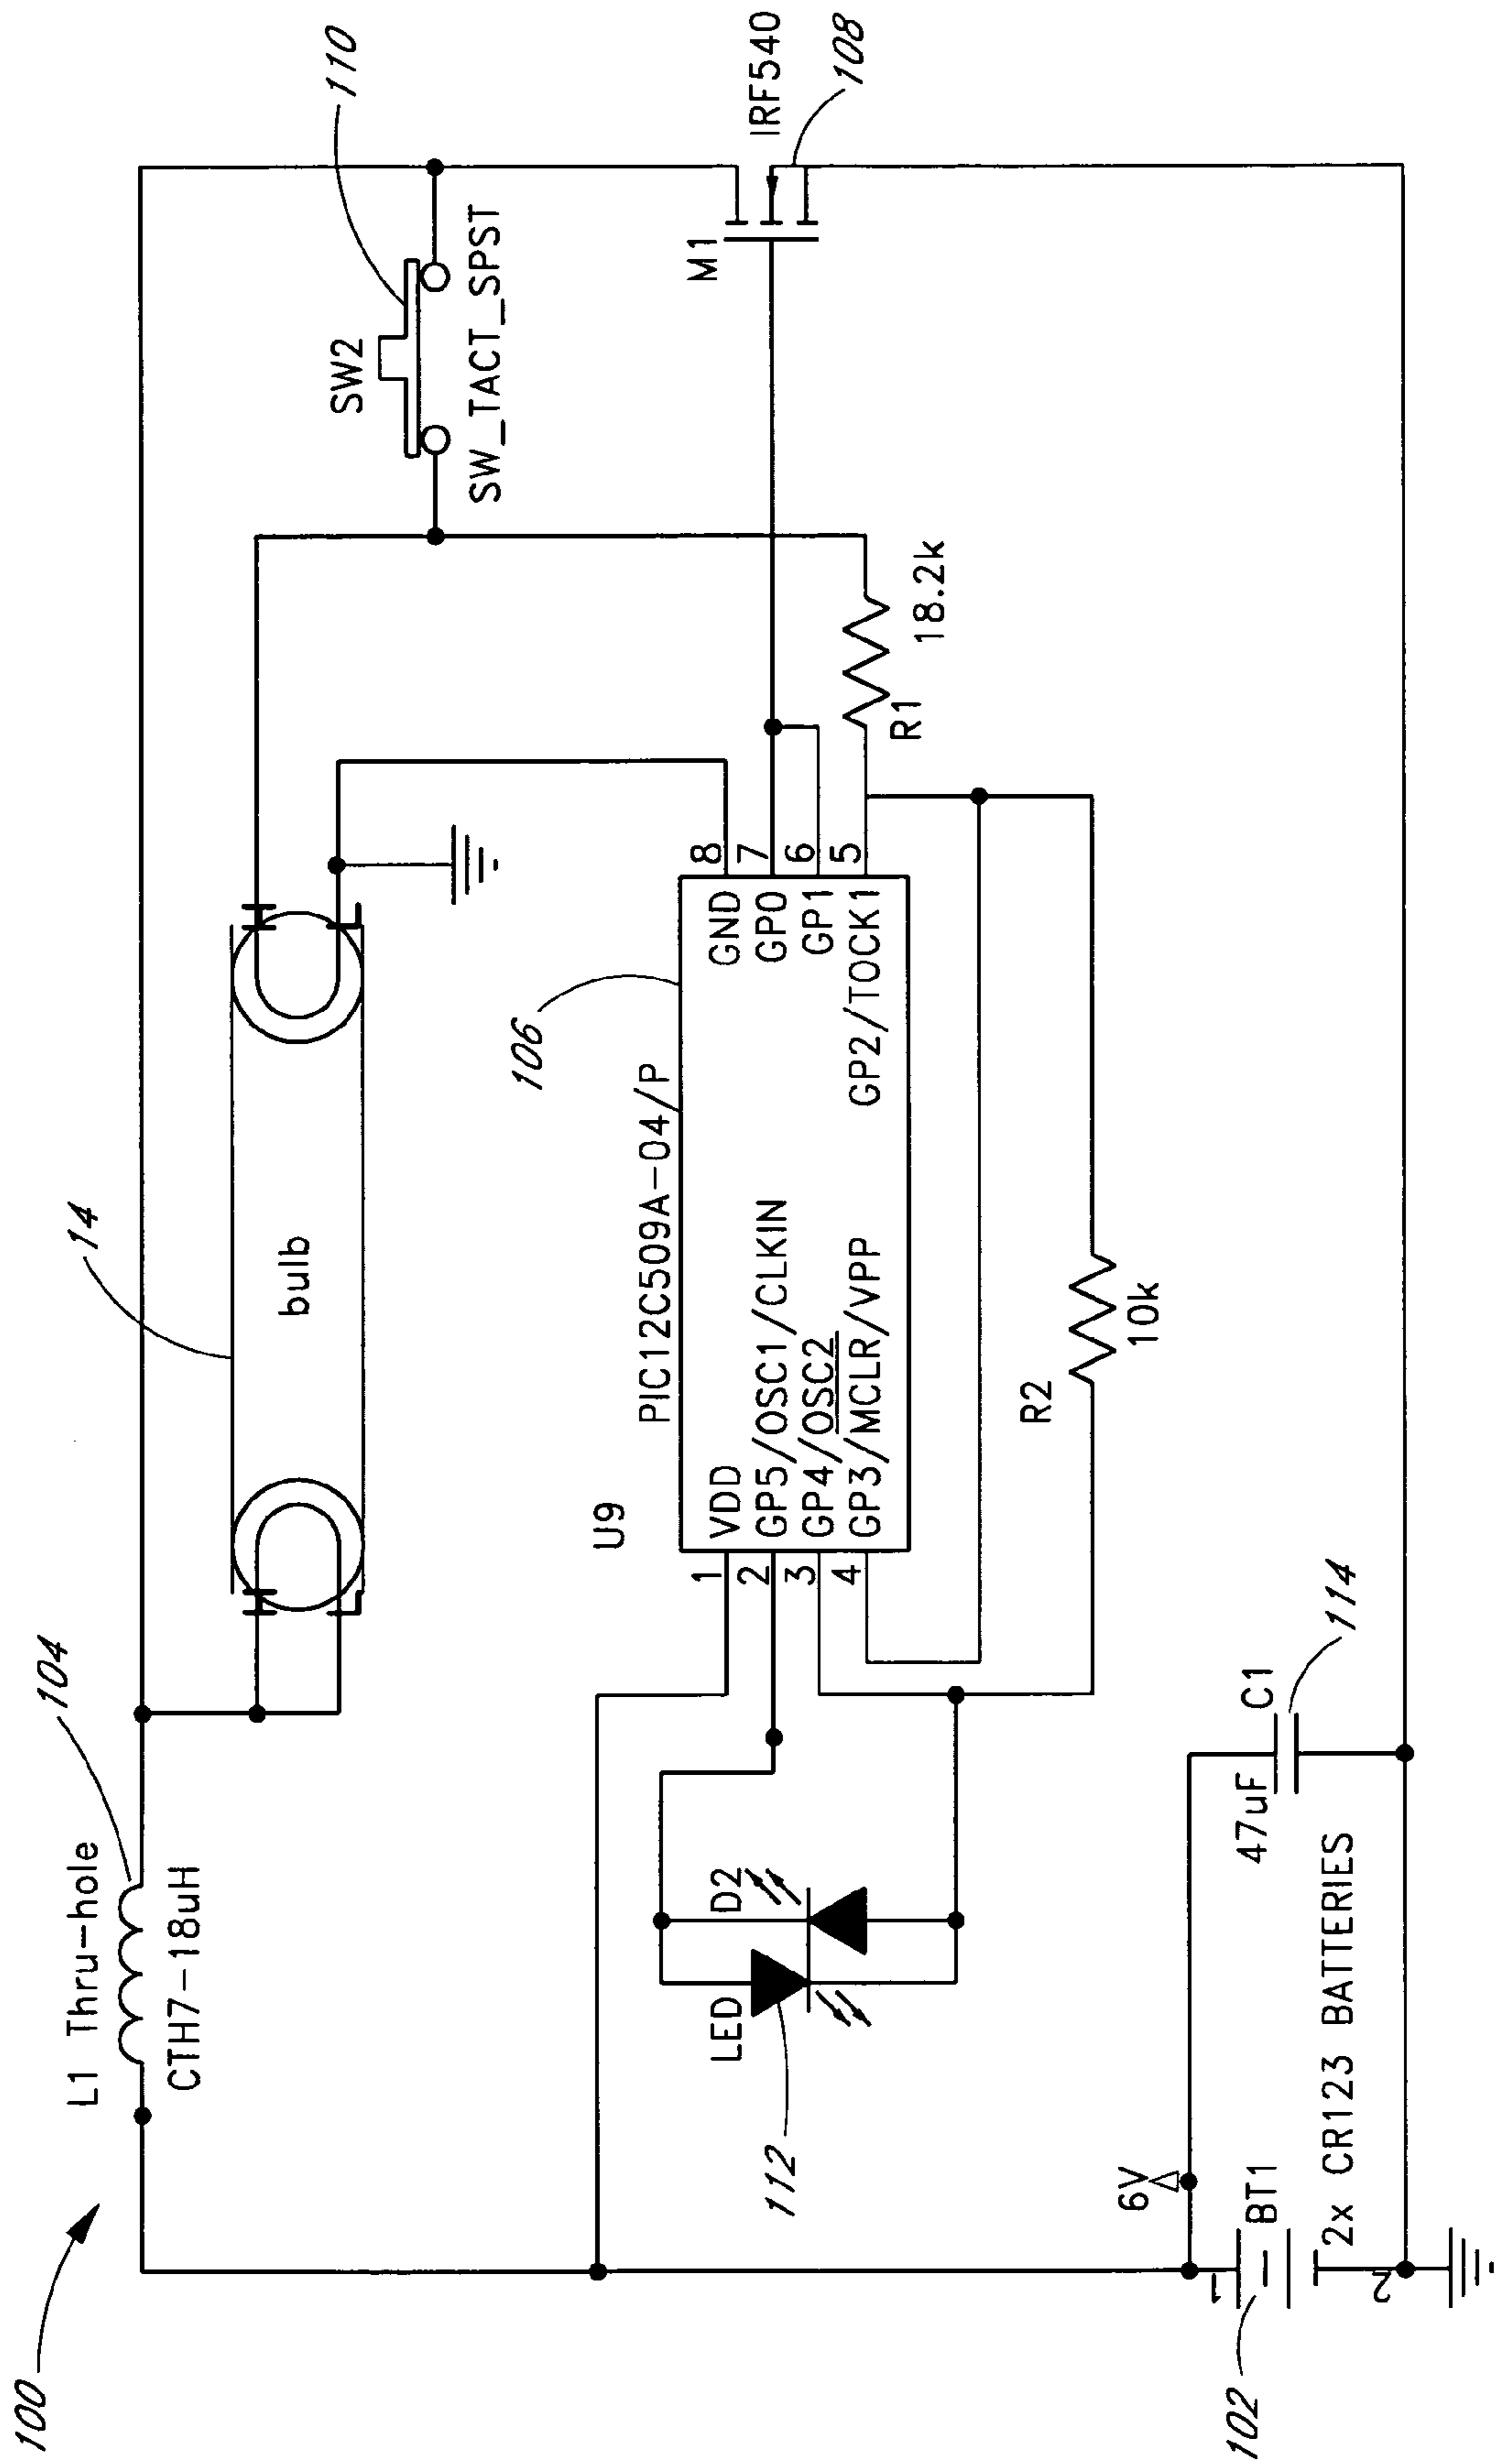 100
L1 Thru-hole
104
CTH7-18uH
14
bulb
110
SW2
SW_TACT_SPST
106
U9
PIC12C509A-04/P
1
VDD
GND
8
2
GP5/OSC1/CLKIN
GP0
7
3
GP4/OSC2
GP1
6
4
GP3/MCLR/VPP
GP2/TOCK1
5
M1
IRF540
108
LED
D2
112
R1
18.2k
R2
10k
6V
102
1
BT1
2
2x CR123 BATTERIES
47uF
C1
114